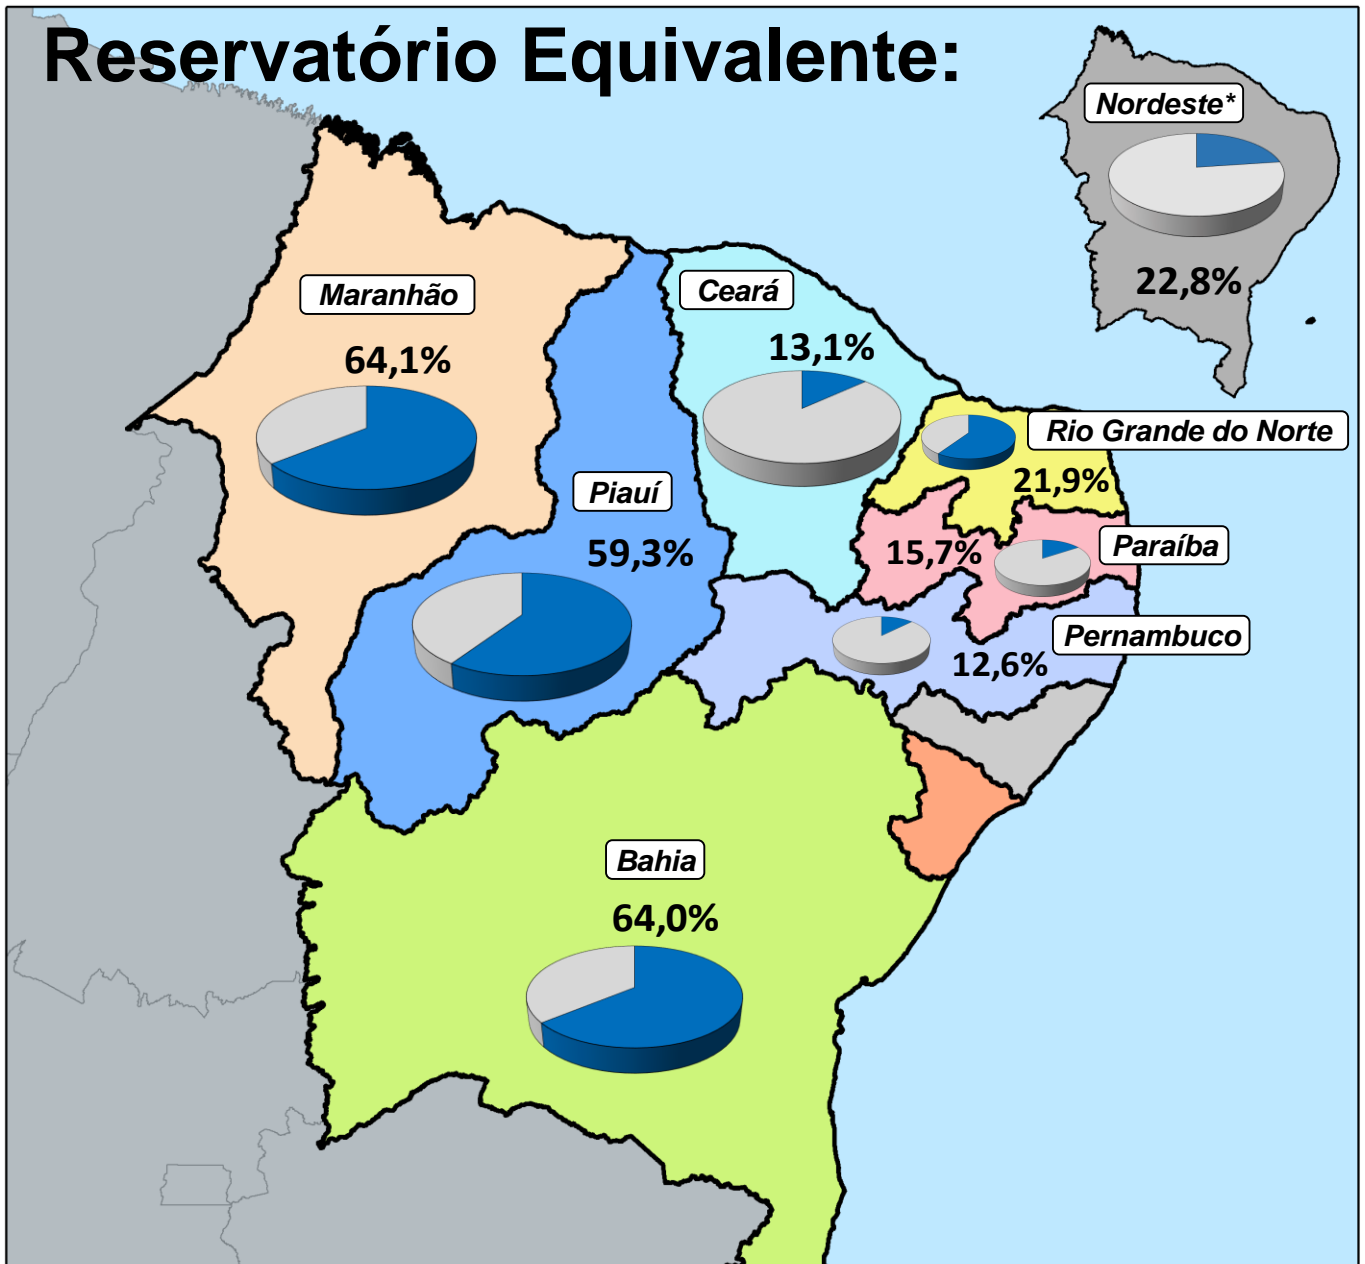 Reservatório Equivalente:
Nordeste*
22,8%
Maranhão
64,1%
Ceará
13,1%
Rio Grande do Norte
21,9%
Piauí
59,3%
15,7%
Paraíba
Pernambuco
12,6%
Bahia
64,0%